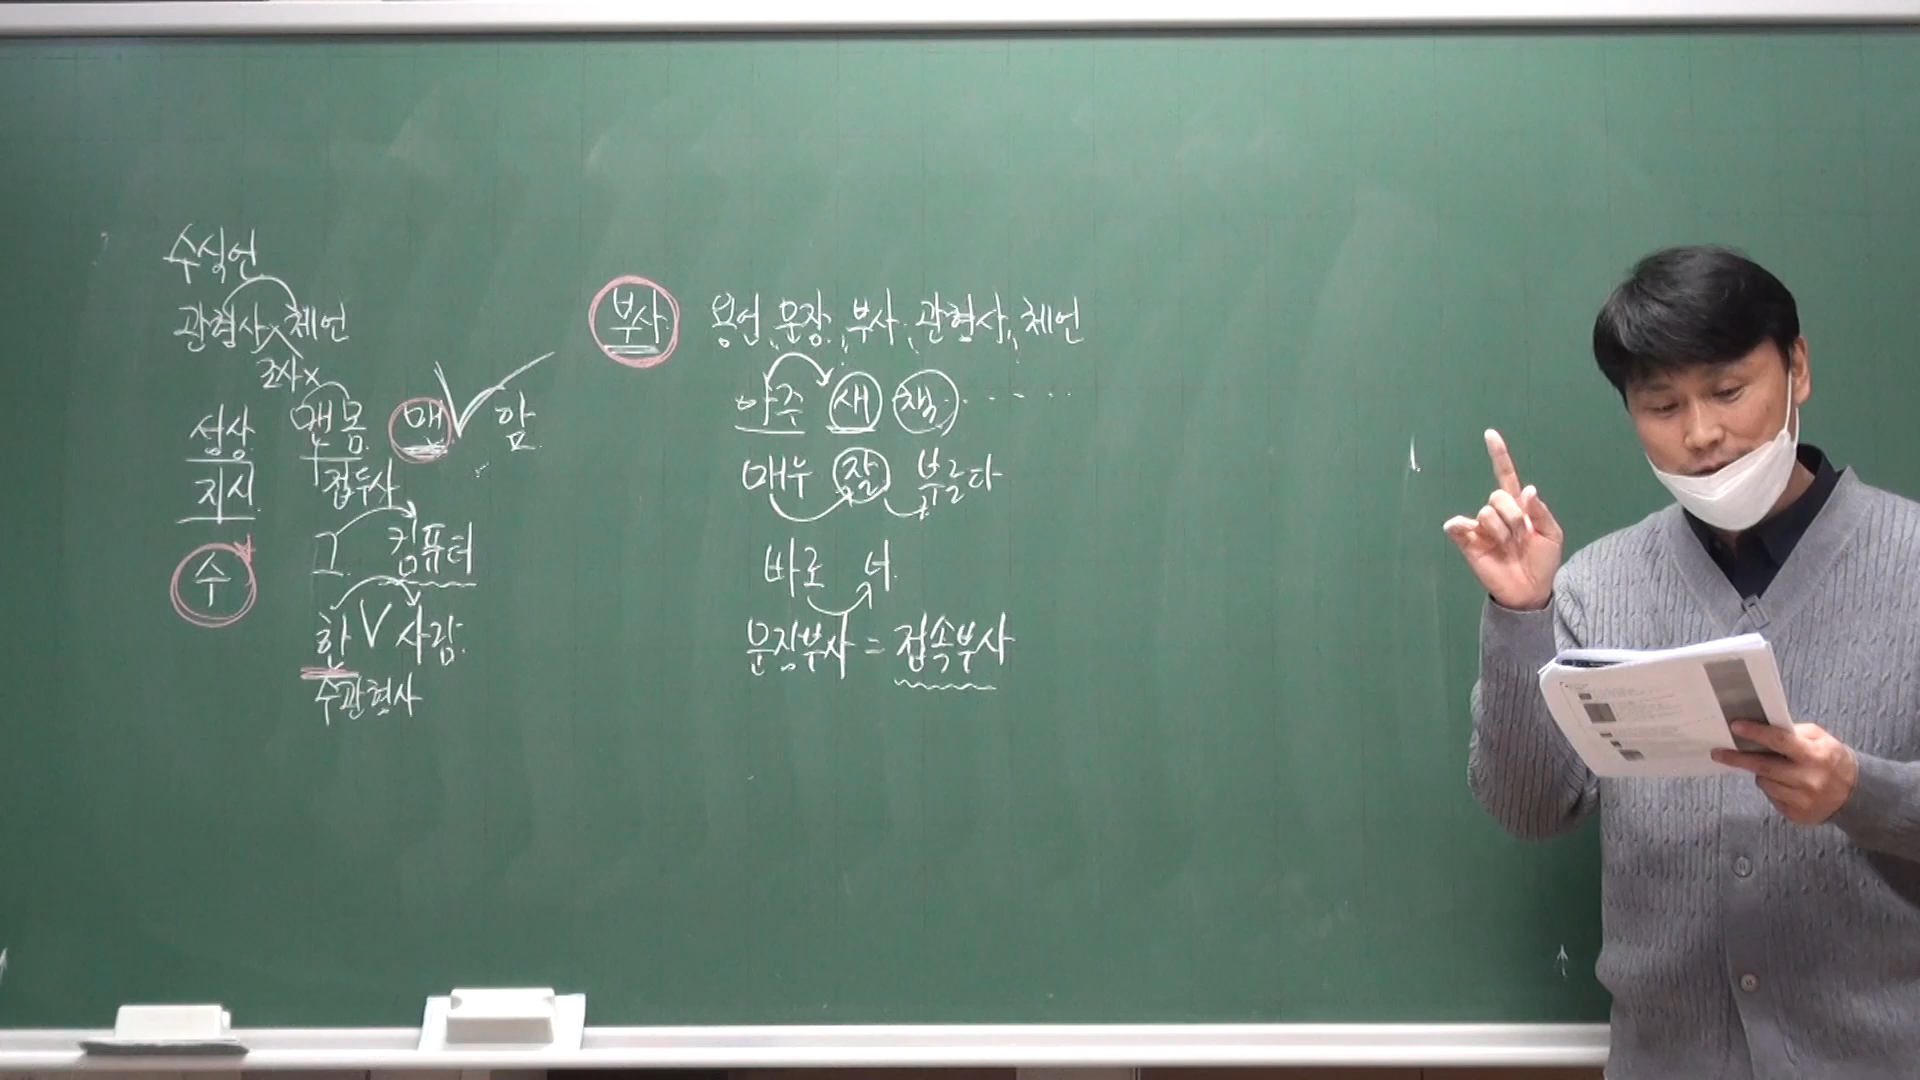 수식언
관형사 체언
조사×
성상 맨몸 맨 앞
지시 접두사
그 컴퓨터
수 한 사람.
수관형사
부사 용언, 문장, 부사, 관형사, 체언
아주 새 책
매우 잘 부른다
바로 너.
문장부사 = 접속부사